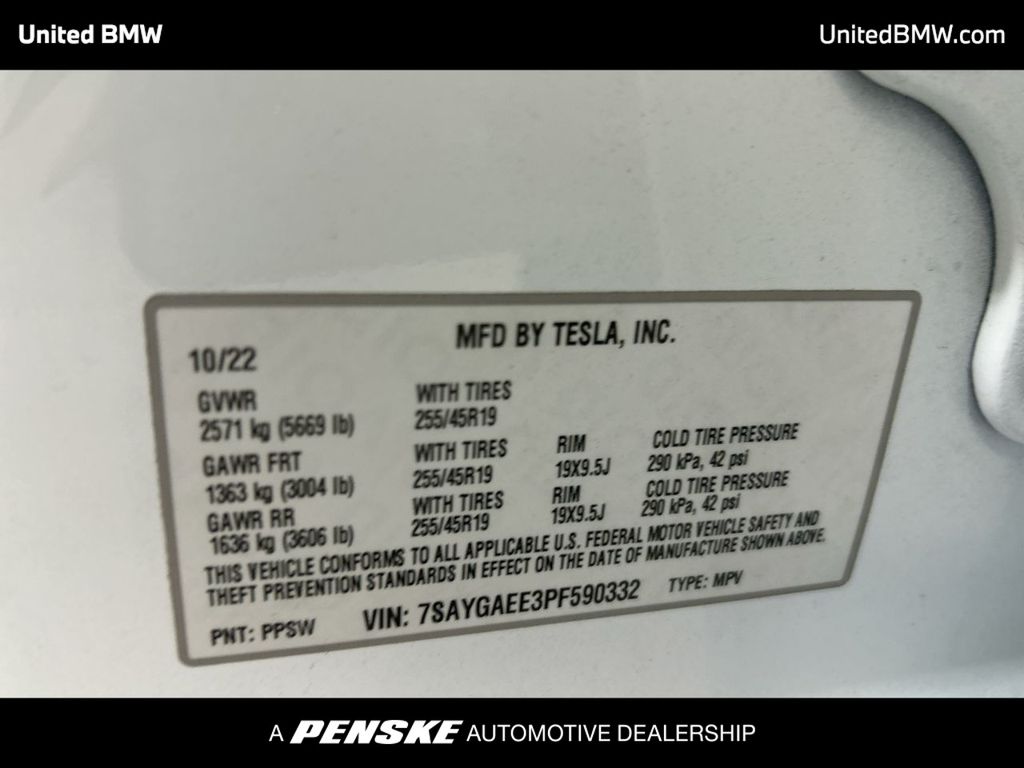 United BMW
UnitedBMW.com
MFD BY TESLA, INC.
10/22
GVWR WITH TIRES
2571 kg (5669 lb) 255/45R19
GAWR FRT WITH TIRES RIM COLD TIRE PRESSURE
1363 kg (3004 lb) 255/45R19 19X9.5J 290 kPa, 42 psi
GAWR RR WITH TIRES RIM COLD TIRE PRESSURE
1636 kg (3606 lb) 255/45R19 19X9.5J 290 kPa, 42 psi
THIS VEHICLE CONFORMS TO ALL APPLICABLE U.S. FEDERAL MOTOR VEHICLE SAFETY AND
THEFT PREVENTION STANDARDS IN EFFECT ON THE DATE OF MANUFACTURE SHOWN ABOVE.
PNT: PPSW VIN: 7SAYGAEE3PF590332 TYPE: MPV
A PENSKE AUTOMOTIVE DEALERSHIP